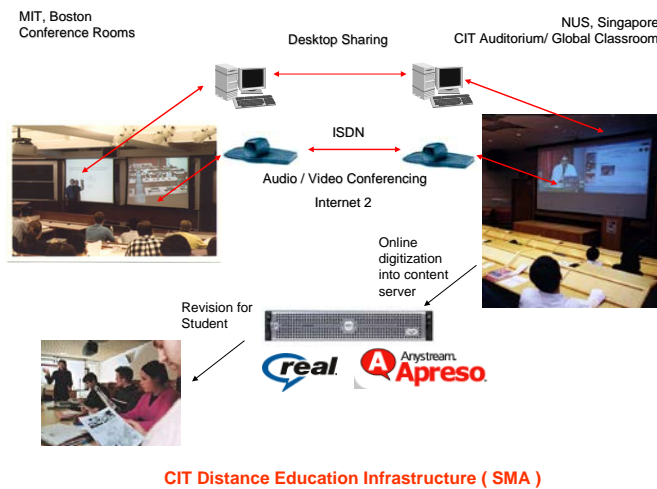 MIT, Boston
Conference Rooms
NUS, Singapore
CIT Auditorium/ Global Classroom
Desktop Sharing
ISDN
Audio / Video Conferencing
Internet 2
Online
digitization
into content
server
Revision for
Student
real.
Anystream.
Apreso.
CIT Distance Education Infrastructure ( SMA )